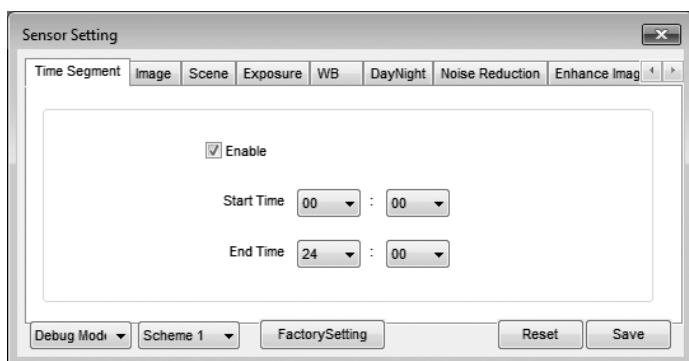 Sensor Setting
Time Segment Image Scene Exposure WB DayNight Noise Reduction Enhance Imag
Enable
Start Time 00 : 00
End Time 24 : 00
Debug Mod Scheme 1 FactorySetting Reset Save